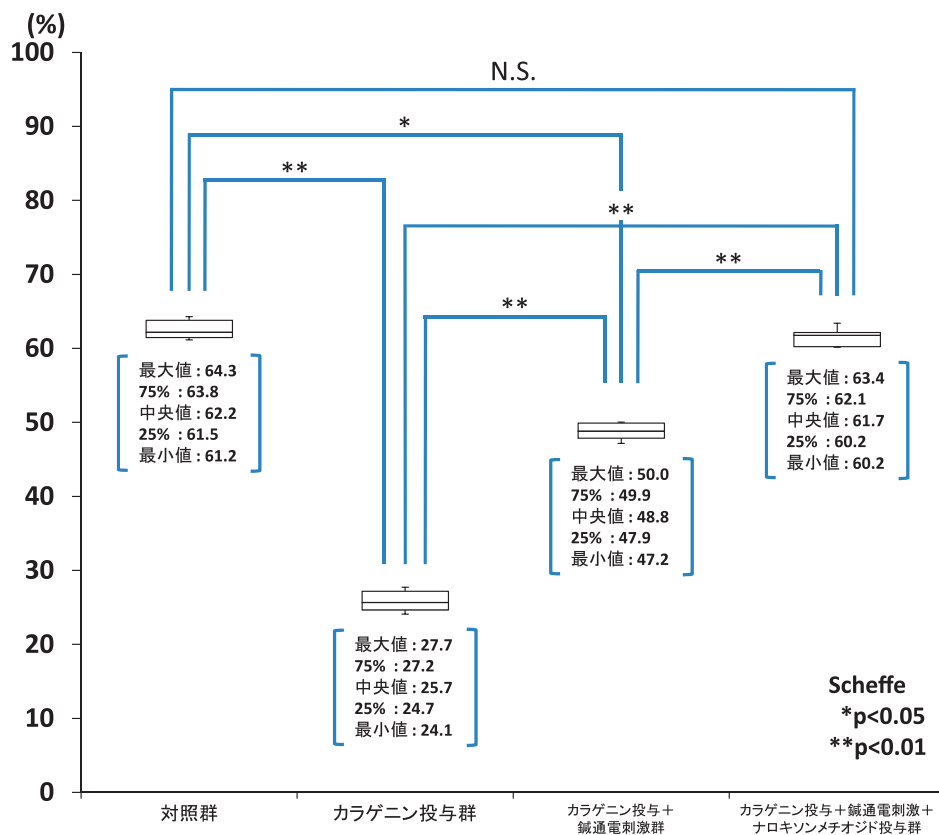 (%)
100
90
80
70
60
50
40
30
20
10
0
N.S.
*
**
**
**
**
最大値 : 64.3
75% : 63.8
中央値 : 62.2
25% : 61.5
最小値 : 61.2
最大値 : 27.7
75% : 27.2
中央値 : 25.7
25% : 24.7
最小値 : 24.1
最大値 : 50.0
75% : 49.9
中央値 : 48.8
25% : 47.9
最小値 : 47.2
最大値 : 63.4
75% : 62.1
中央値 : 61.7
25% : 60.2
最小値 : 60.2
Scheffe
*p<0.05
**p<0.01
対照群
カラゲニン投与群
カラゲニン投与+
鍼通電刺激群
カラゲニン投与+鍼通電刺激+
ナロキソンメチオジド投与群